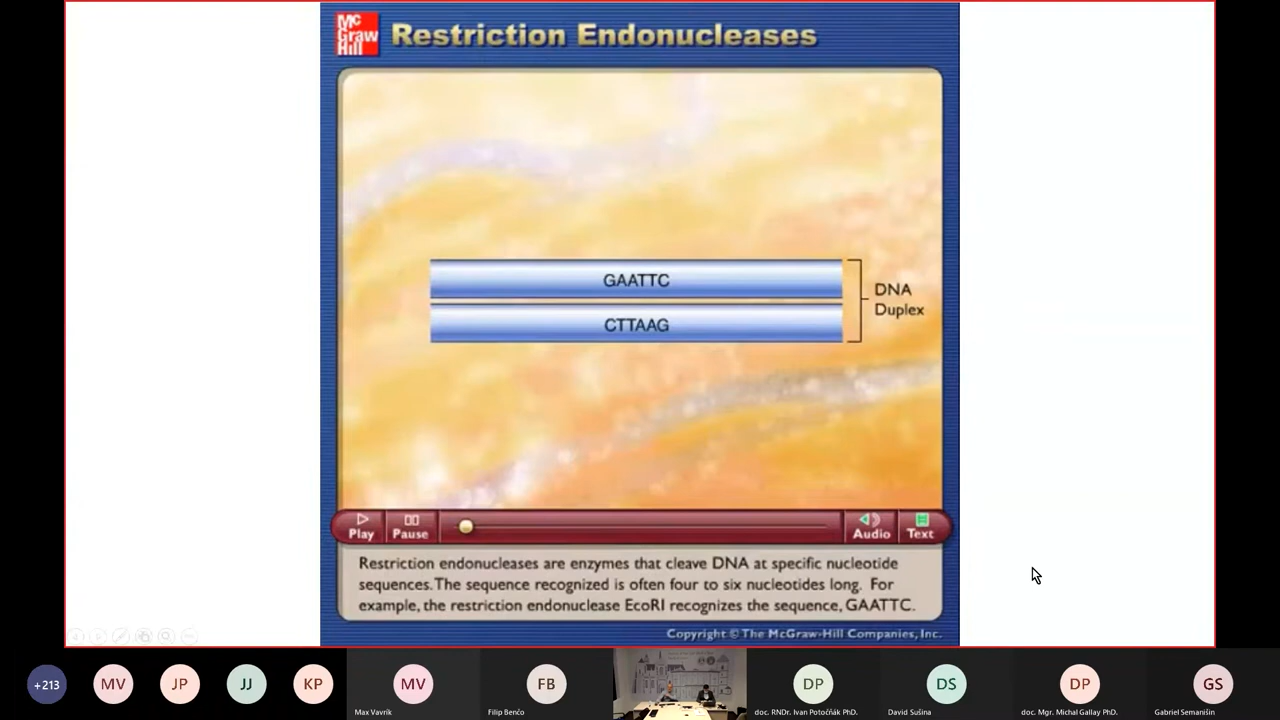 Mc
Graw
Hill
Restriction Endonucleases
GAATTC
CTTAAG
DNA
Duplex
Play
Pause
Audio
Text
Restriction endonucleases are enzymes that cleave DNA at specific nucleotide
sequences. The sequence recognized is often four to six nucleotides long. For
example, the restriction endonuclease EcoRI recognizes the sequence, GAATTC.
Copyright © The McGraw-Hill Companies, Inc.
+213
MV
JP
JJ
KP
MV
FB
DP
DS
DP
GS
Max Vavrík
Filip Benčo
doc. RNDr. Ivan Potočňák PhD.
David Sušina
doc. Mgr. Michal Gallay PhD.
Gabriel Semanišin